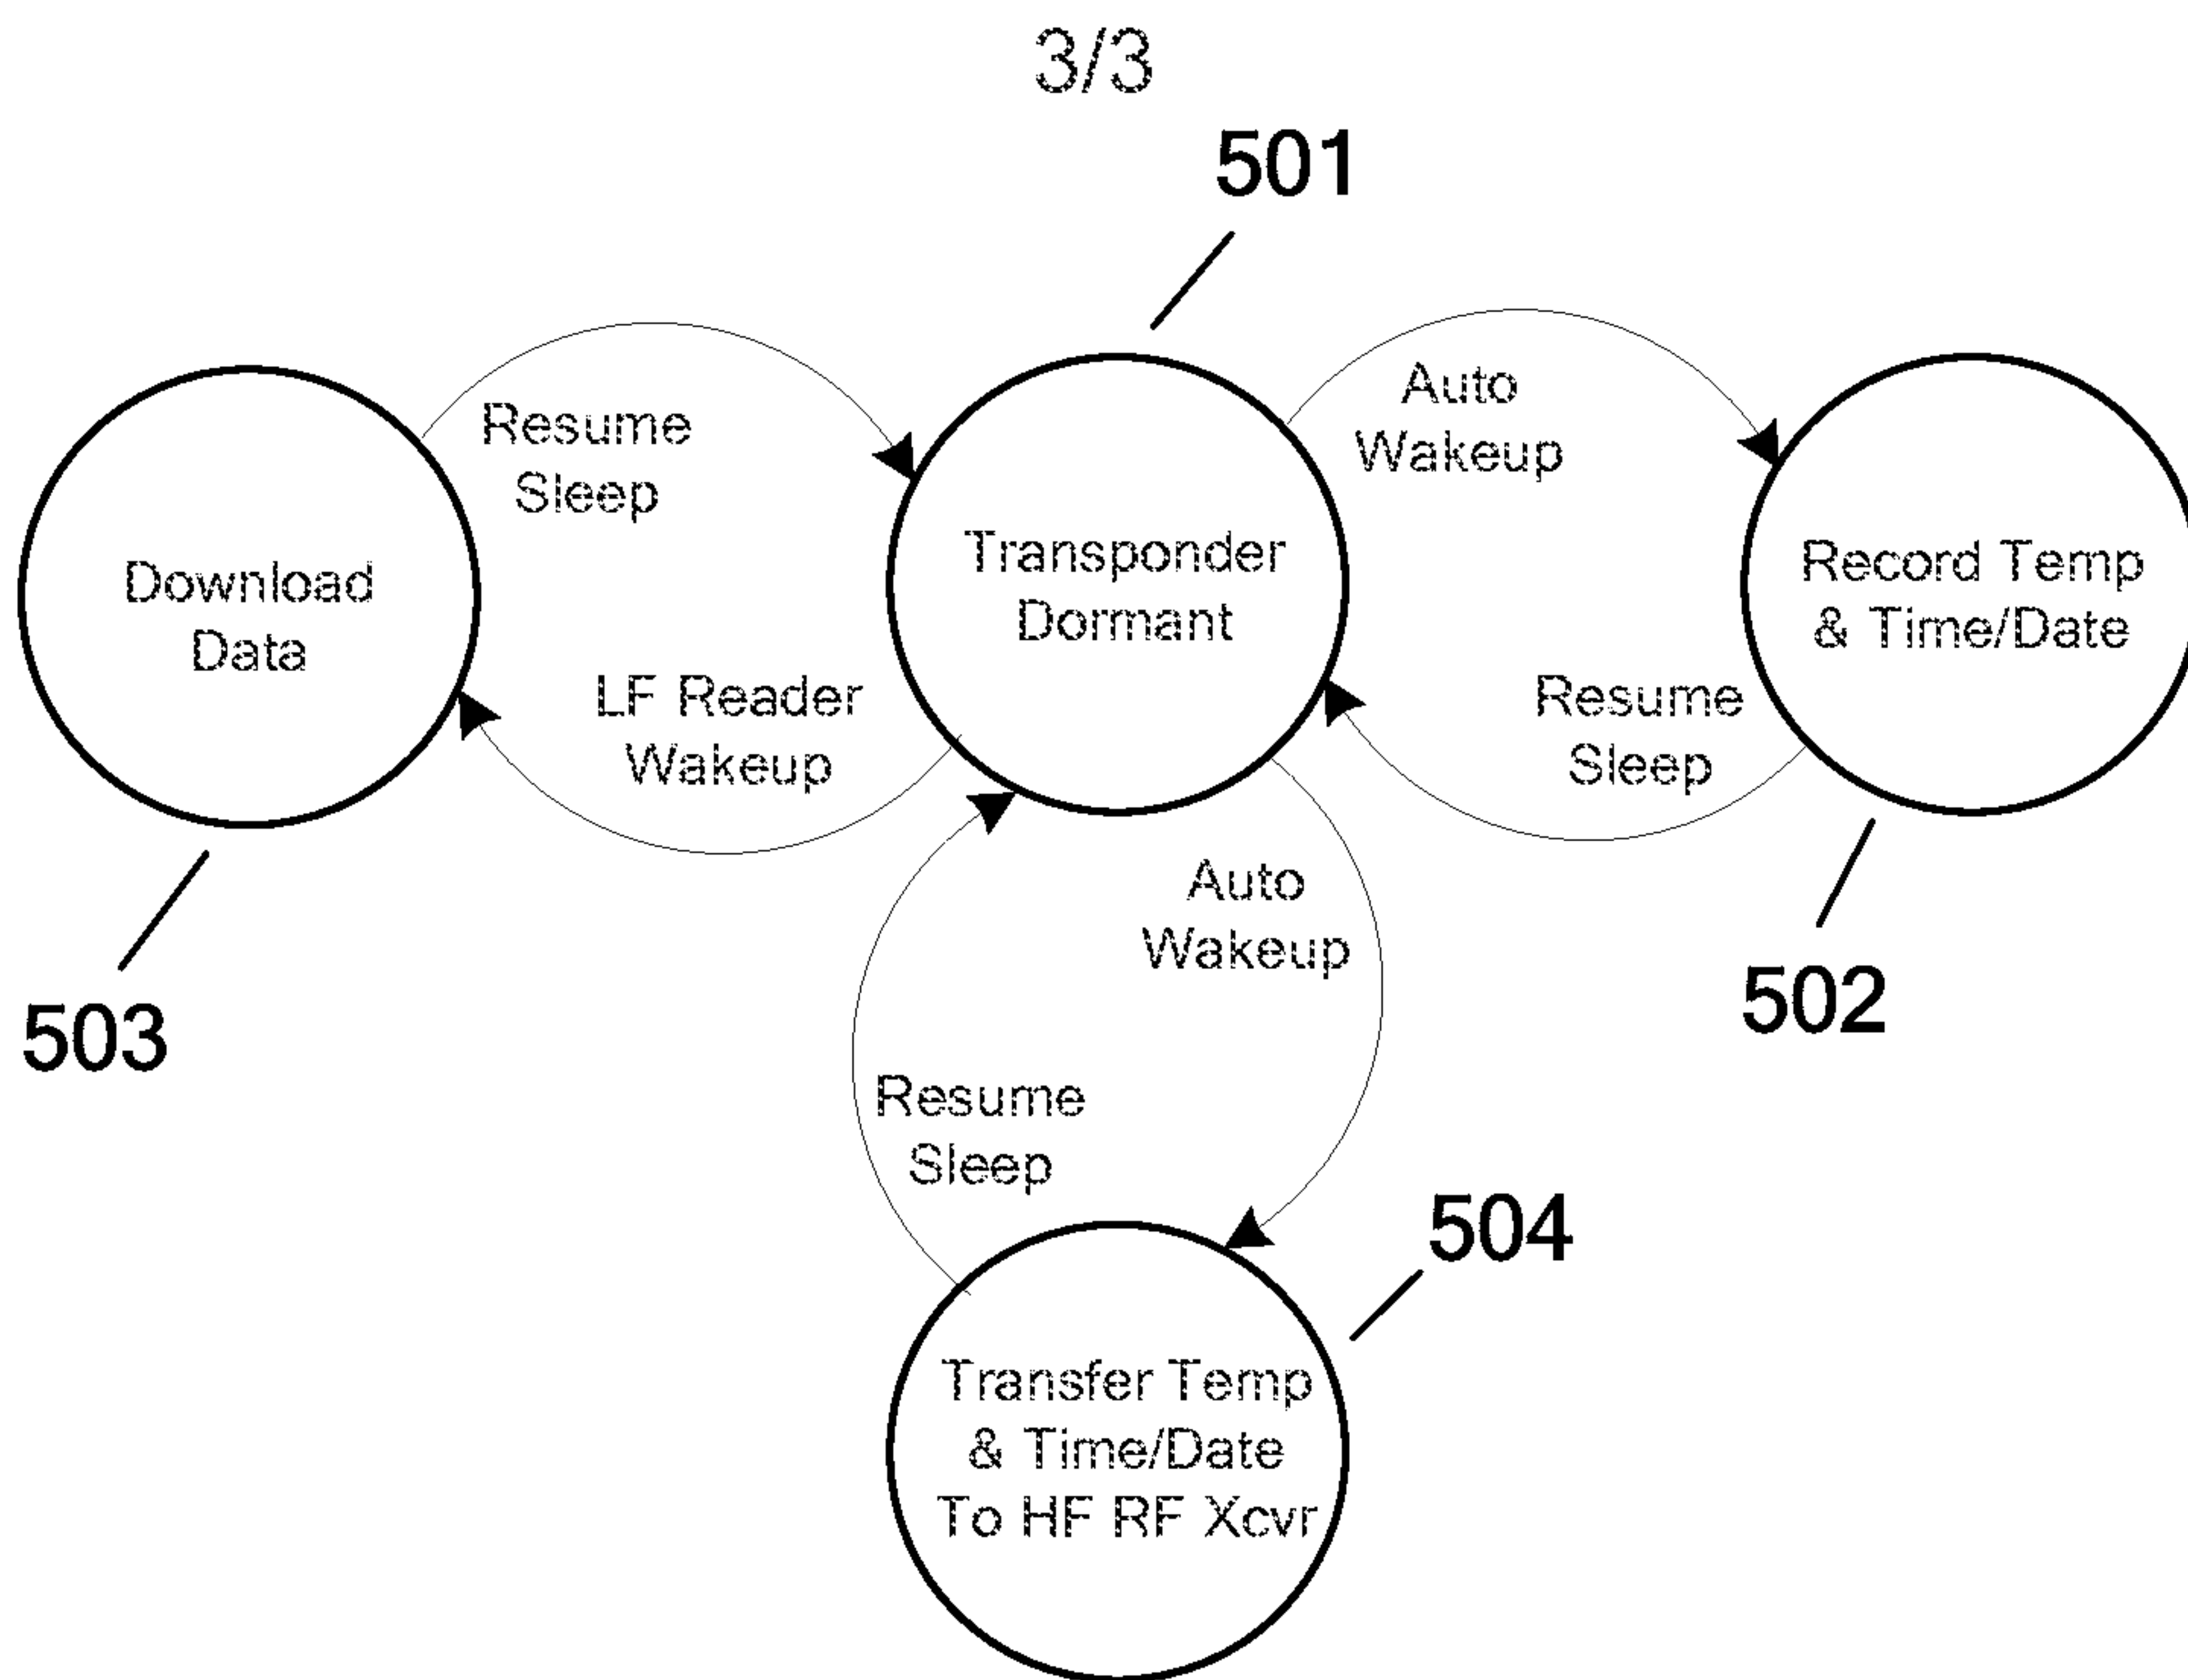 3/3
501
Resume
Sleep
Auto
Wakeup
Download
Data
Transponder
Dormant
Record Temp
& Time/Date
LF Reader
Wakeup
Resume
Sleep
503
Auto
Wakeup
502
Resume
Sleep
504
Transfer Temp
& Time/Date
To HF RF Xcvr